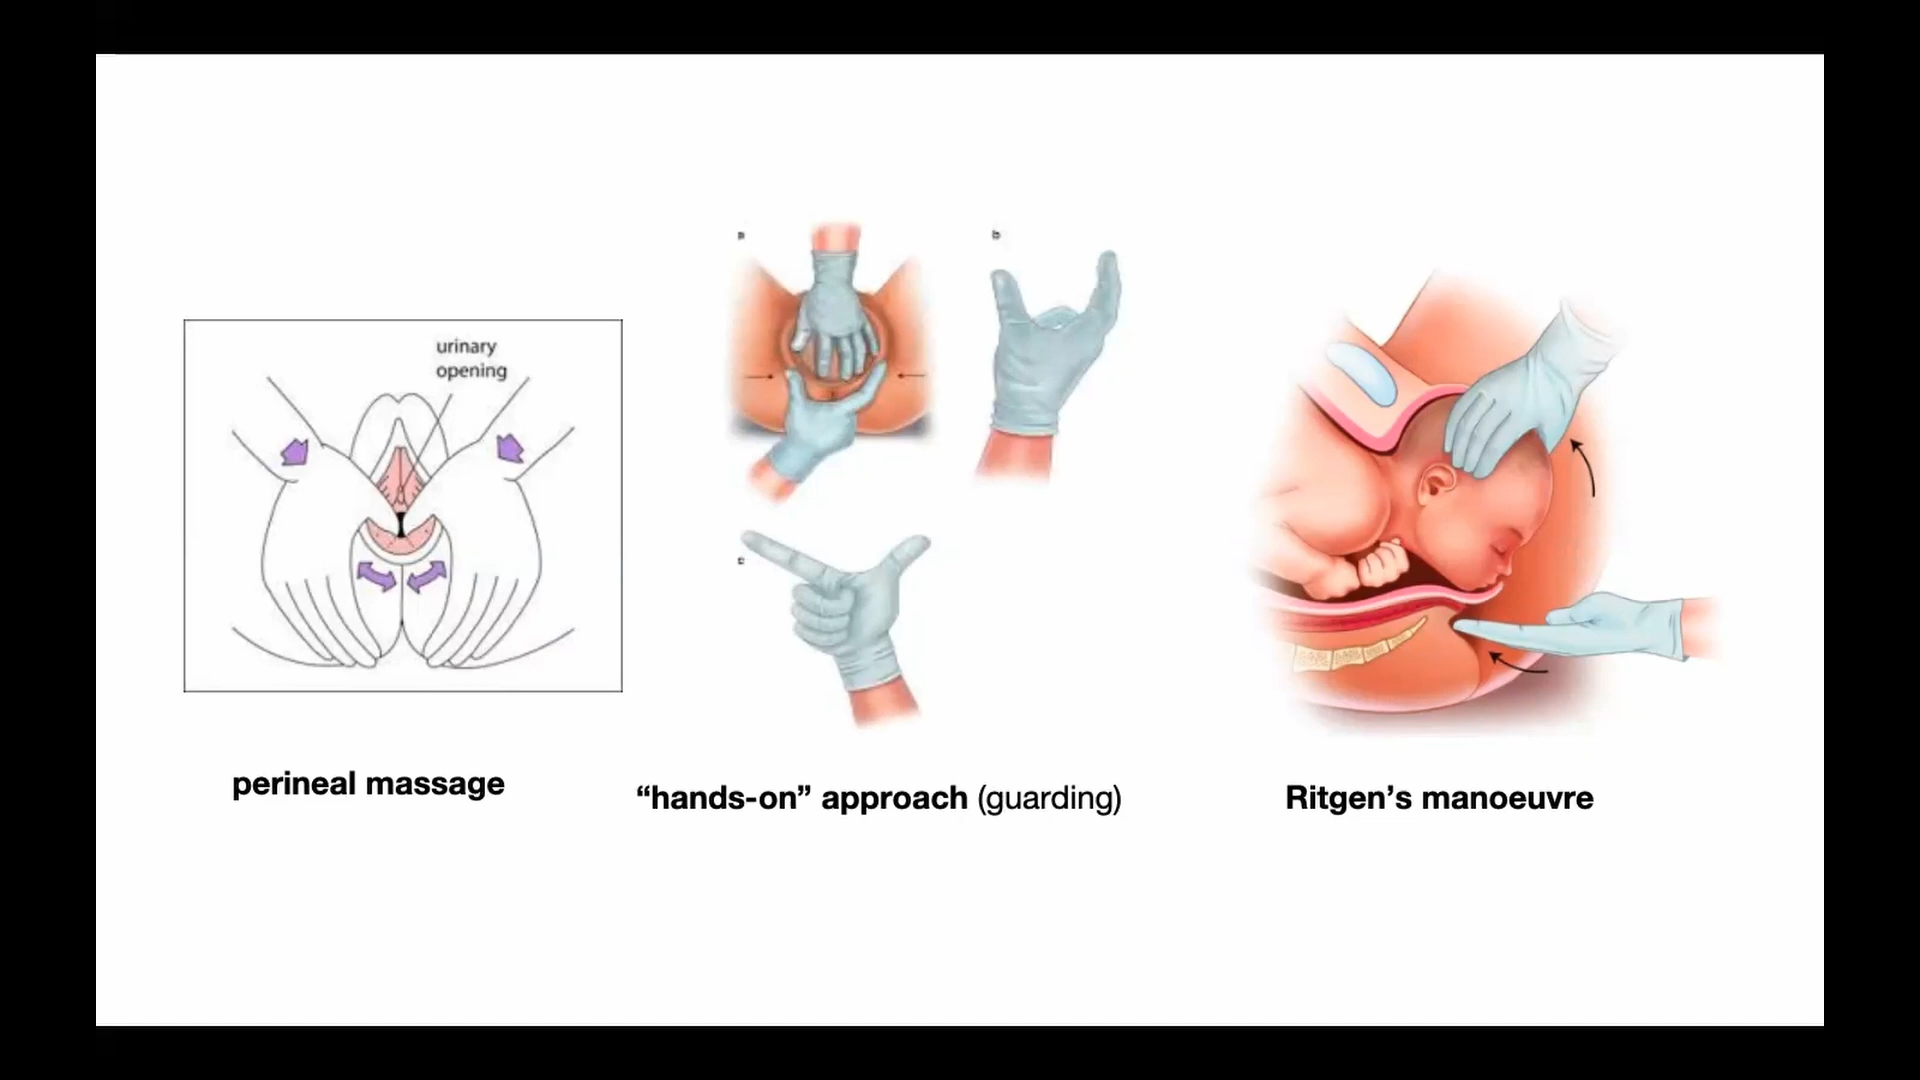 urinary
opening
a
b
c
perineal massage
“hands-on” approach (guarding)
Ritgen’s manoeuvre